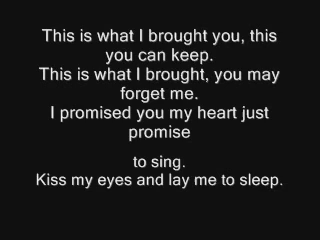 This is what I brought you, this
you can keep.
This is what I brought, you may
forget me.
I promised you my heart just
promise
to sing.
Kiss my eyes and lay me to sleep.